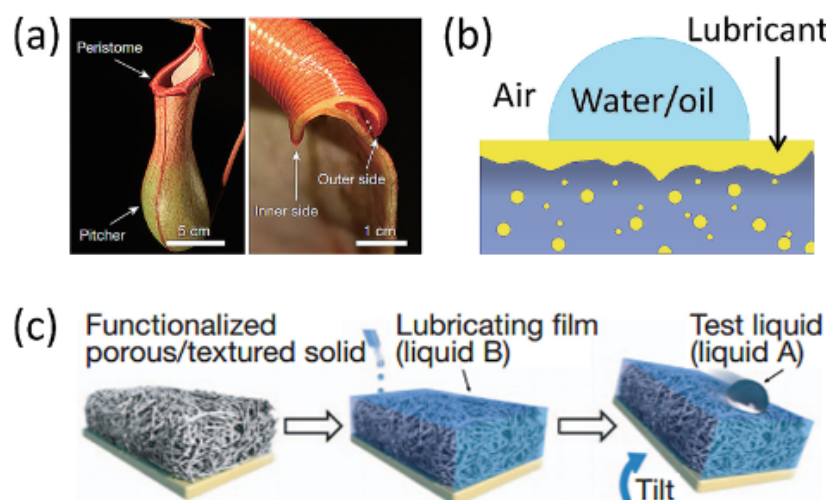 (a)
Peristome
Pitcher
5 cm
Inner side
Outer side
1 cm
(b)
Lubricant
Air
Water/oil
(c)
Functionalized
porous/textured solid
Lubricating film
(liquid B)
Test liquid
(liquid A)
Tilt